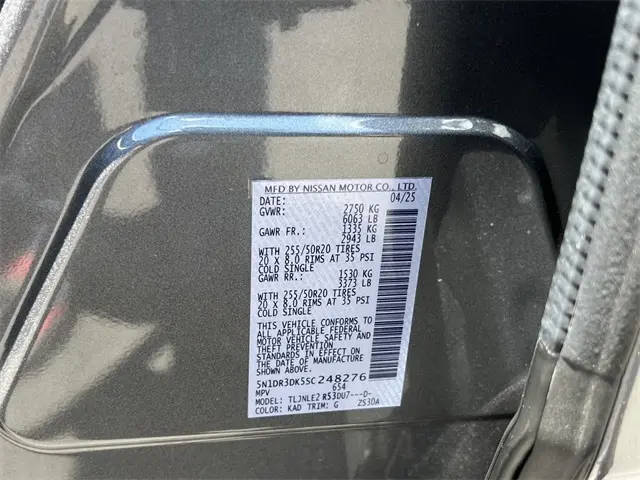 MFD BY NISSAN MOTOR CO., LTD.
DATE: 04/25
GVWR: 2750 KG
6063 LB
GAWR FR.: 1335 KG
2943 LB
WITH 255/50R20 TIRES
20 X 8.0 RIMS AT 35 PSI
COLD SINGLE
GAWR RR.: 1530 KG
3373 LB
WITH 255/50R20 TIRES
20 X 8.0 RIMS AT 35 PSI
COLD SINGLE
THIS VEHICLE CONFORMS TO
ALL APPLICABLE FEDERAL
MOTOR VEHICLE SAFETY AND
THEFT PREVENTION
STANDARDS IN EFFECT ON
THE DATE OF MANUFACTURE
SHOWN ABOVE
5N1DR3DK5SC248276
MPV 654
MODEL: TLJNLE2 R53DU7---D-
COLOR: KAD TRIM: G ZS30A